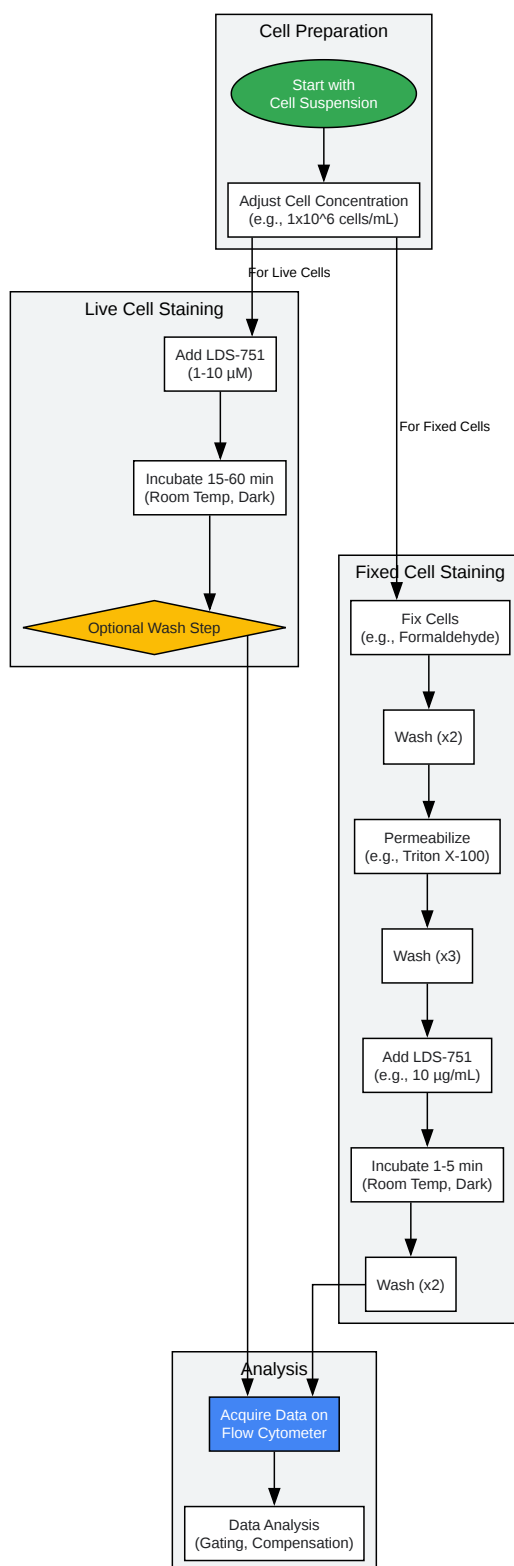 Cell Preparation
Start with
Cell Suspension
Adjust Cell Concentration
(e.g., 1x10^6 cells/mL)
For Live Cells
Live Cell Staining
Add LDS-751
(1-10 µM)
Incubate 15-60 min
(Room Temp, Dark)
Optional Wash Step
For Fixed Cells
Fixed Cell Staining
Fix Cells
(e.g., Formaldehyde)
Wash (x2)
Permeabilize
(e.g., Triton X-100)
Wash (x3)
Add LDS-751
(e.g., 10 µg/mL)
Incubate 1-5 min
(Room Temp, Dark)
Wash (x2)
Analysis
Acquire Data on
Flow Cytometer
Data Analysis
(Gating, Compensation)